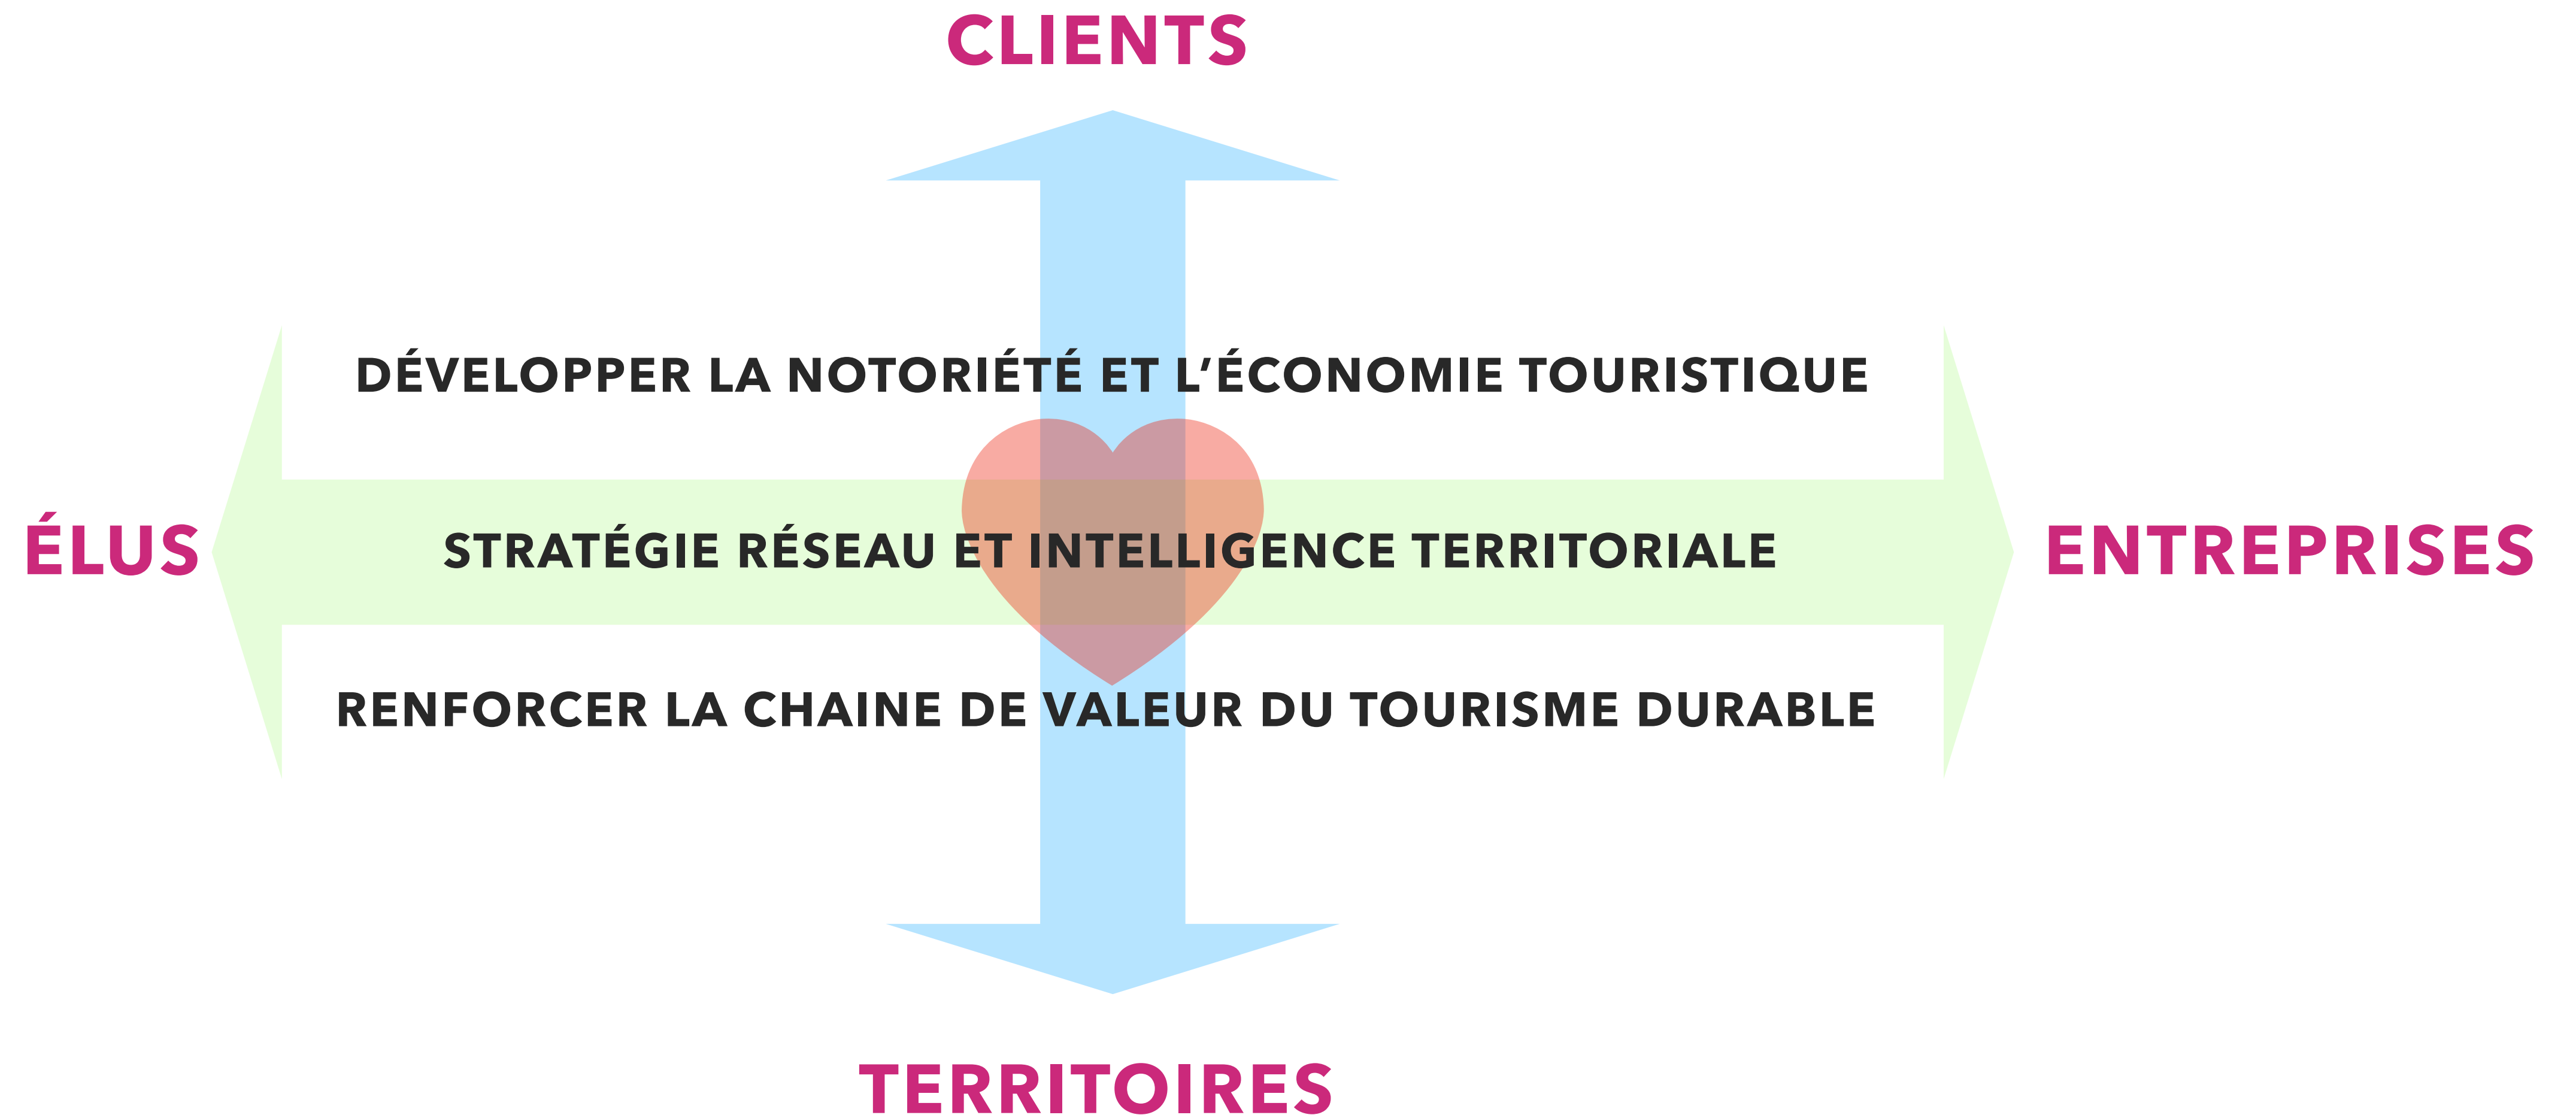 CLIENTS
DÉVELOPPER LA NOTORIÉTÉ ET L’ÉCONOMIE TOURISTIQUE
ÉLUS
STRATÉGIE RÉSEAU ET INTELLIGENCE TERRITORIALE
ENTREPRISES
RENFORCER LA CHAINE DE VALEUR DU TOURISME DURABLE
TERRITOIRES